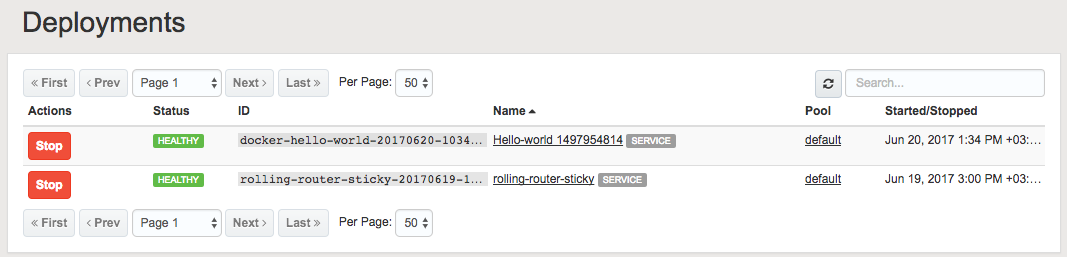 Deployments
« First ‹ Prev Page 1 Next › Last » Per Page: 50 Search...
Actions Status ID Name Pool Started/Stopped
Stop HEALTHY docker-hello-world-20170620-1034... Hello-world 1497954814 SERVICE default Jun 20, 2017 1:34 PM +03:...
Stop HEALTHY rolling-router-sticky-20170619-1... rolling-router-sticky SERVICE default Jun 19, 2017 3:00 PM +03:...
« First ‹ Prev Page 1 Next › Last » Per Page: 50